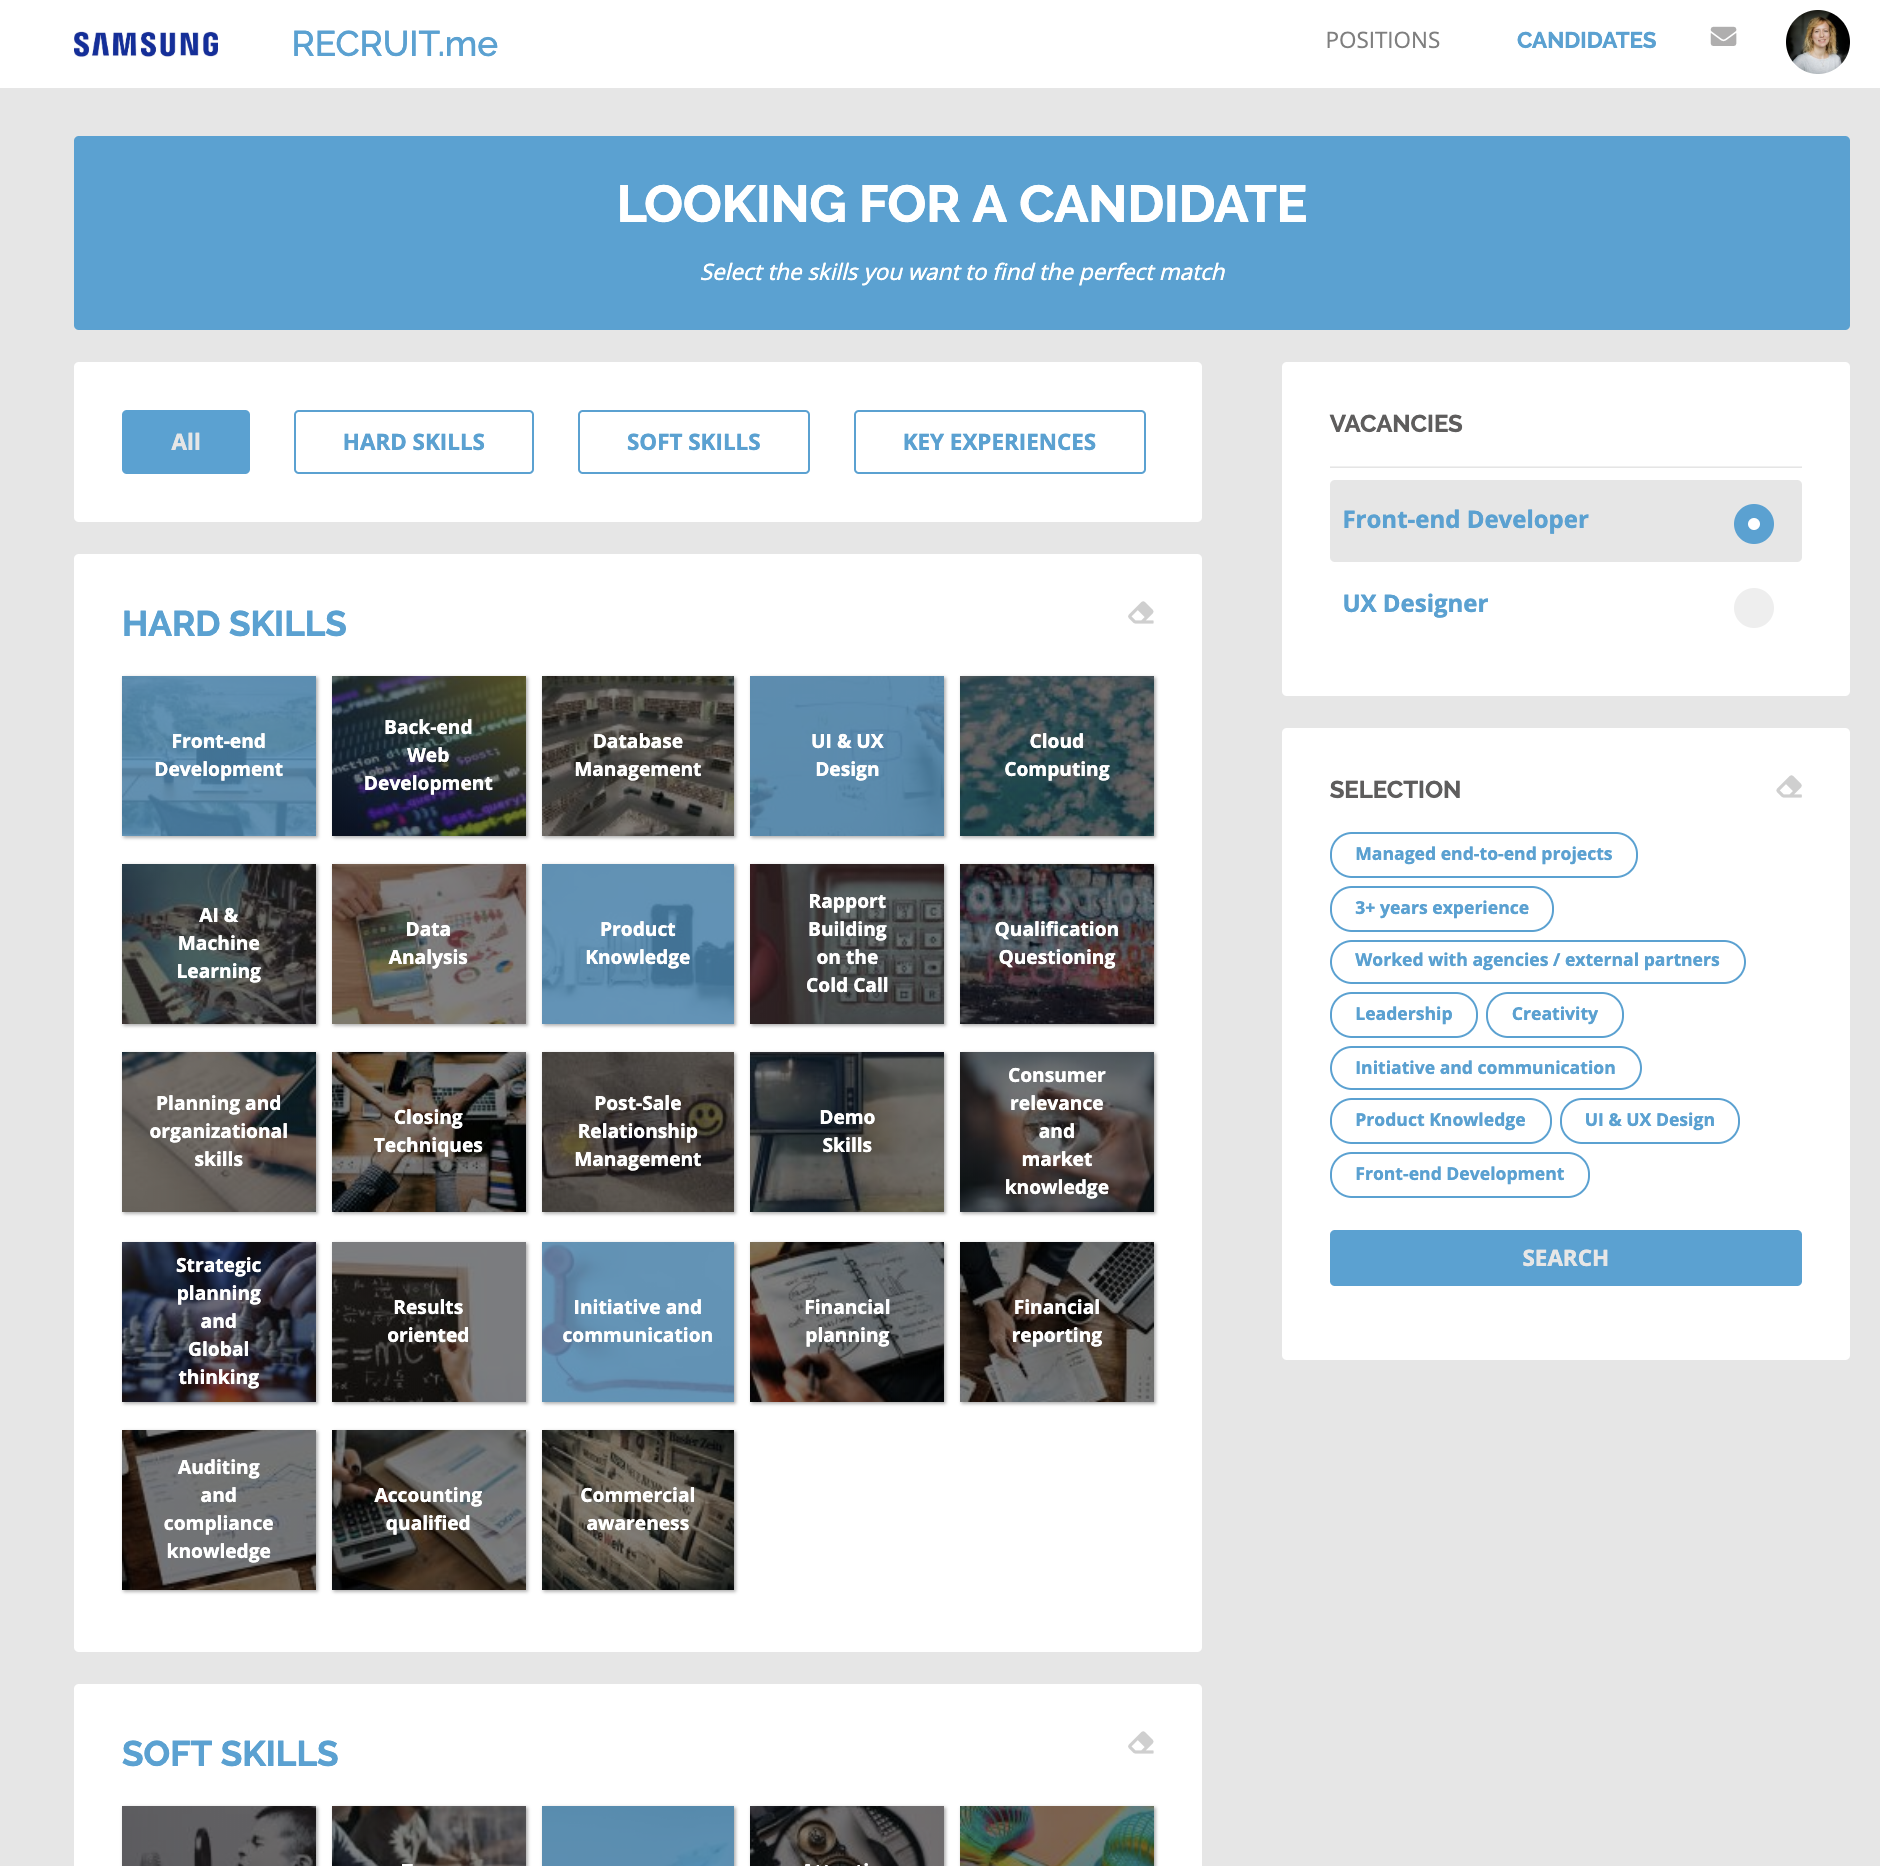 SAMSUNG
RECRUIT.me
POSITIONS
CANDIDATES
LOOKING FOR A CANDIDATE
Select the skills you want to find the perfect match
All
HARD SKILLS
SOFT SKILLS
KEY EXPERIENCES
HARD SKILLS
Front-end
Development
Back-end
Web
Development
Database
Management
UI & UX
Design
Cloud
Computing
AI &
Machine
Learning
Data
Analysis
Product
Knowledge
Rapport
Building
on the
Cold Call
Qualification
Questioning
Planning and
organizational
skills
Closing
Techniques
Post-Sale
Relationship
Management
Demo
Skills
Consumer
relevance
and
market
knowledge
Strategic
planning
and
Global
thinking
Results
oriented
Initiative and
communication
Financial
planning
Financial
reporting
Auditing
and
compliance
knowledge
Accounting
qualified
Commercial
awareness
SOFT SKILLS
VACANCIES
Front-end Developer
UX Designer
SELECTION
Managed end-to-end projects
3+ years experience
Worked with agencies / external partners
Leadership
Creativity
Initiative and communication
Product Knowledge
UI & UX Design
Front-end Development
SEARCH